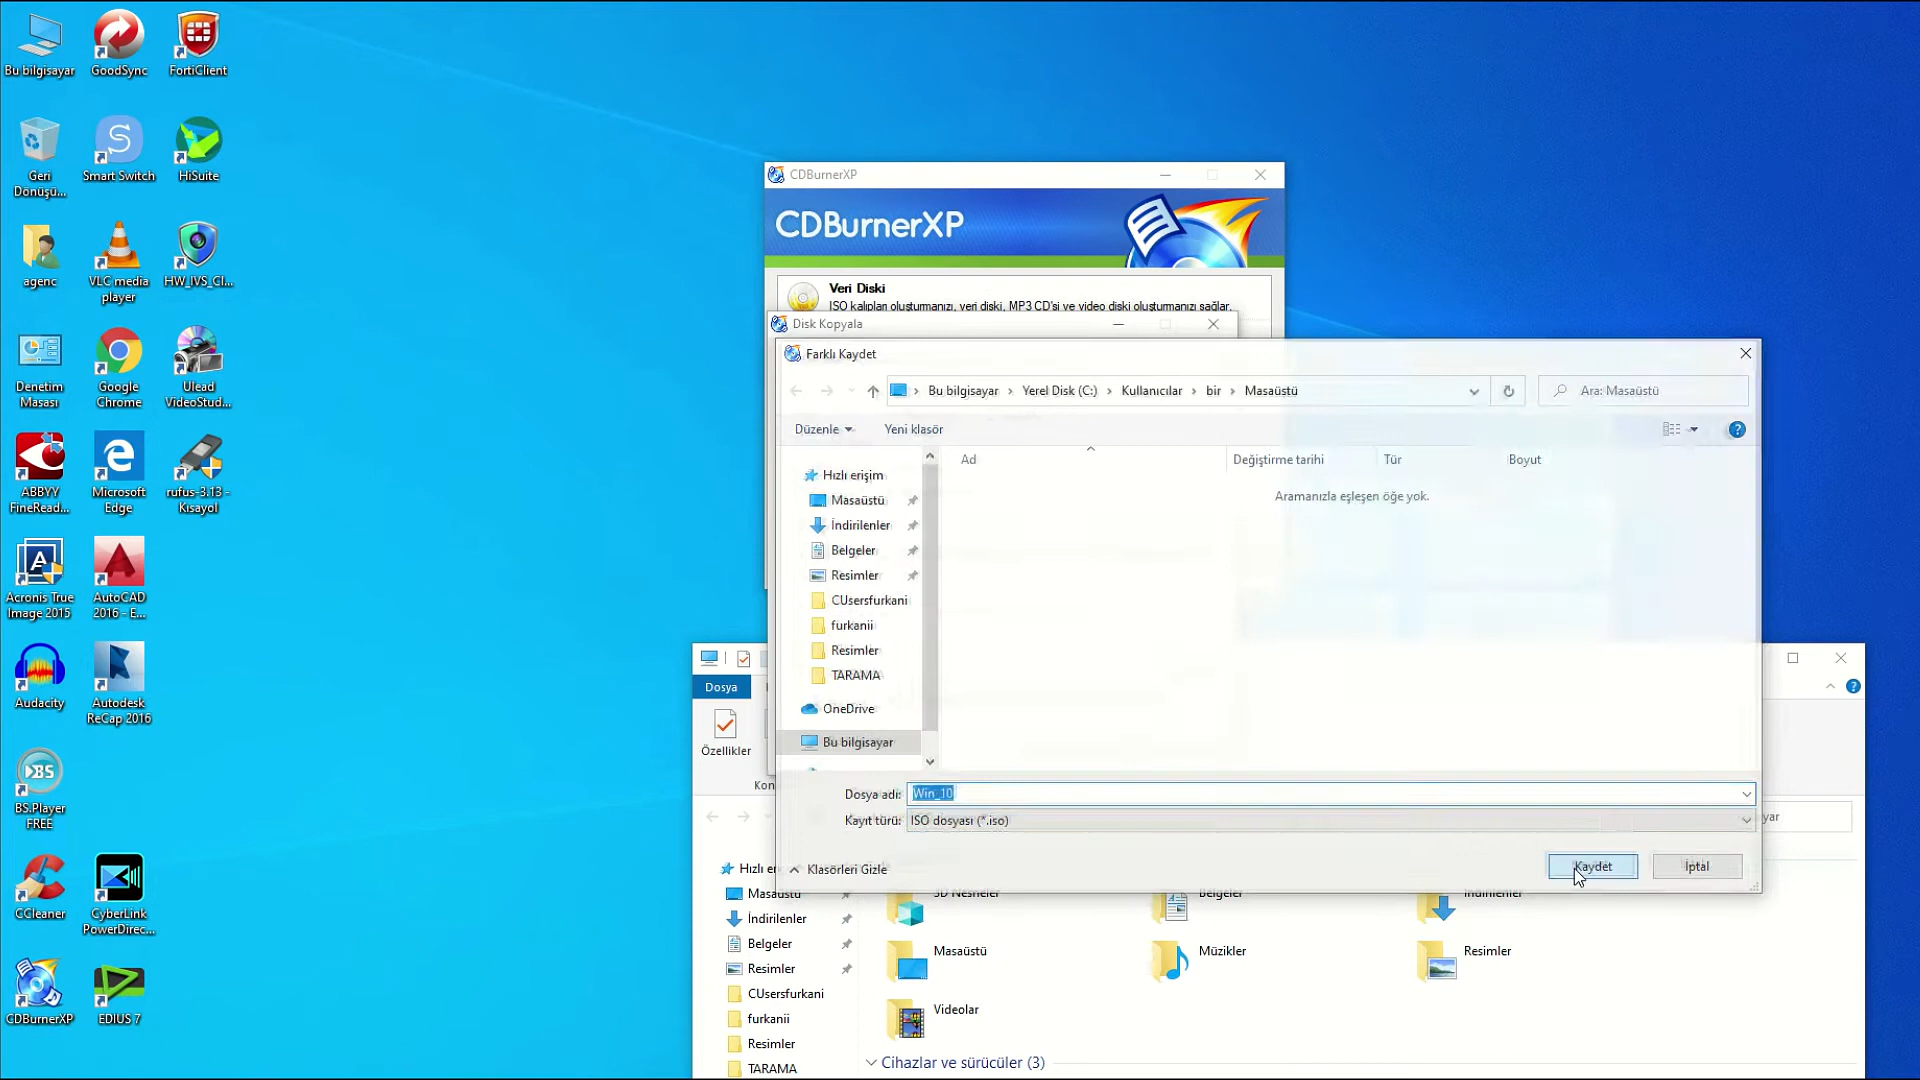 Bu bilgisayar
GoodSync
FortiClient
Geri
Dönüşü...
Smart Switch
HiSuite
agenc
VLC media
player
HW_IVS_Cl...
Denetim
Masası
Google
Chrome
Ulead
VideoStud...
ABBYY
FineRead...
Microsoft
Edge
rufus-3.13 -
Kısayol
Acronis True
Image 2015
AutoCAD
2016 - E...
Audacity
Autodesk
ReCap 2016
BS.Player
FREE
CCleaner
CyberLink
PowerDirec...
CDBurnerXP
EDIUS 7
CDBurnerXP
CDBurnerXP
Veri Diski
ISO kalıpları oluşturmanızı, veri diski, MP3 CD'si ve video diski oluşturmanızı sağlar.
Disk Kopyala
Farklı Kaydet
Bu bilgisayar > Yerel Disk (C:) > Kullanıcılar > bir > Masaüstü
Ara: Masaüstü
Düzenle
Yeni klasör
Ad
Değiştirme tarihi
Tür
Boyut
Aramanızla eşleşen öğe yok.
Hızlı erişim
Masaüstü
İndirilenler
Belgeler
Resimler
CUsersfurkani
furkanii
Resimler
TARAMA
OneDrive
Bu bilgisayar
Dosya adı: Win_10
Kayıt türü: ISO dosyası (*.iso)
Klasörleri Gizle
Kaydet
İptal
Dosya
Özellikler
Kon
yar
Hızlı er
Masaüstü
İndirilenler
Belgeler
Resimler
CUsersfurkani
furkanii
Resimler
TARAMA
3D Nesneler
Belgeler
İndirilenler
Masaüstü
Müzikler
Resimler
Videolar
Cihazlar ve sürücüler (3)